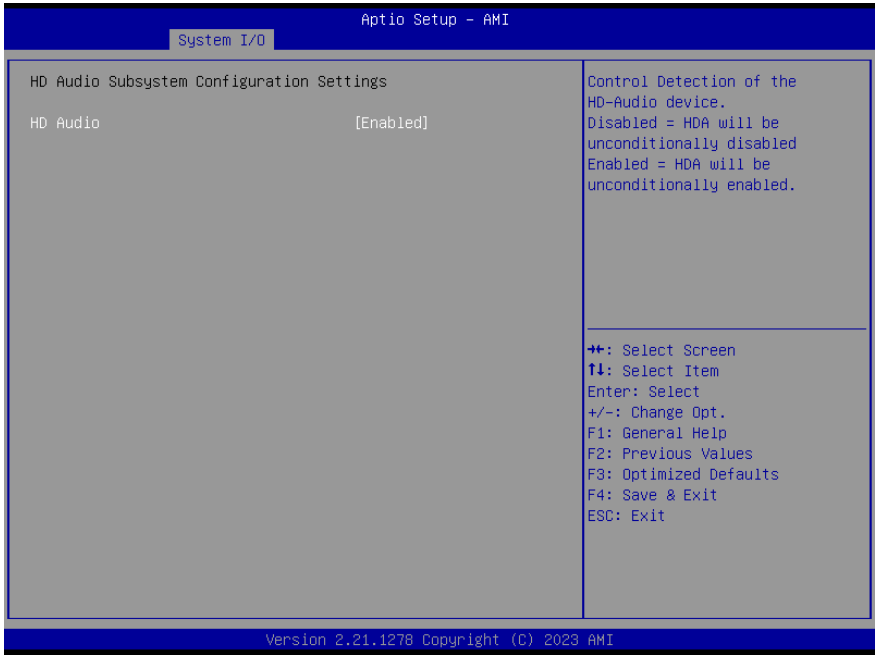 Aptio Setup – AMI
System I/O
HD Audio Subsystem Configuration Settings
HD Audio [Enabled]
Control Detection of the
HD-Audio device.
Disabled = HDA will be
unconditionally disabled
Enabled = HDA will be
unconditionally enabled.
→←: Select Screen
↑↓: Select Item
Enter: Select
+/-: Change Opt.
F1: General Help
F2: Previous Values
F3: Optimized Defaults
F4: Save & Exit
ESC: Exit
Version 2.21.1278 Copyright (C) 2023 AMI